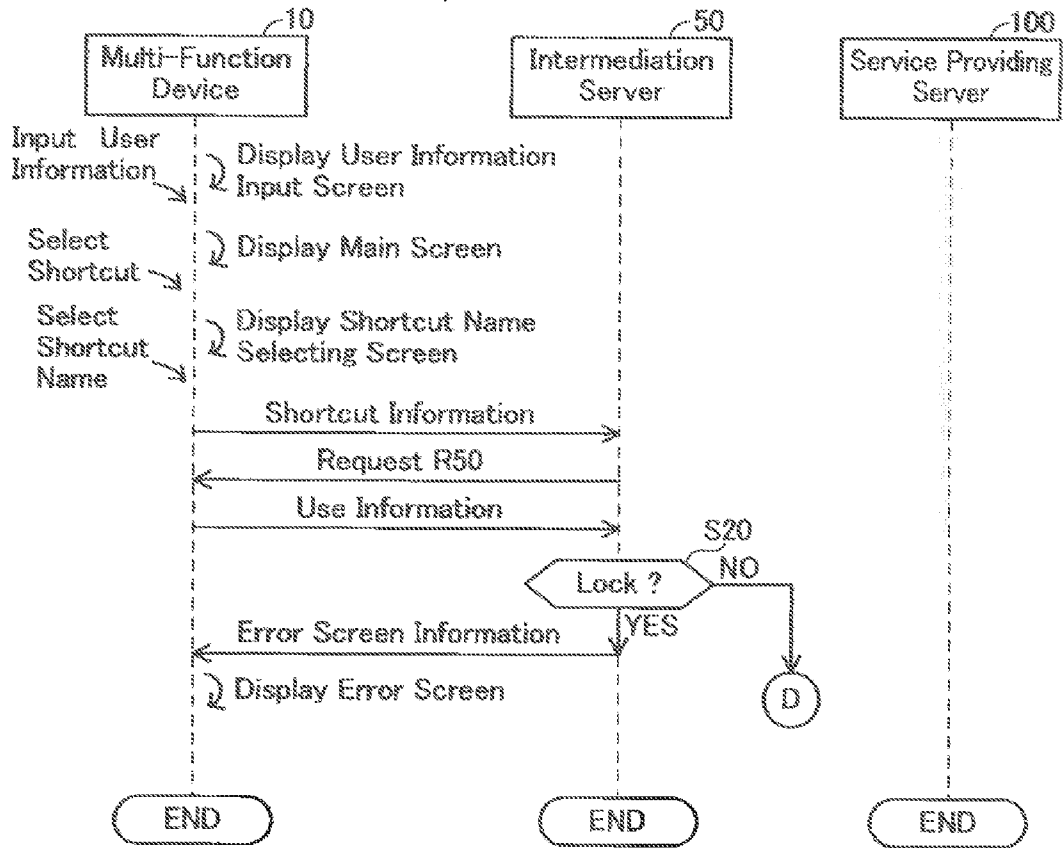 10
50
100
Multi-Function
Device
Intermediation
Server
Service Providing
Server
Input User
Information
Display User Information
Input Screen
Select
Shortcut
Display Main Screen
Select
Shortcut
Name
Display Shortcut Name
Selecting Screen
Shortcut Information
Request R50
Use Information
S20
Lock ?
NO
YES
Error Screen Information
Display Error Screen
D
END
END
END